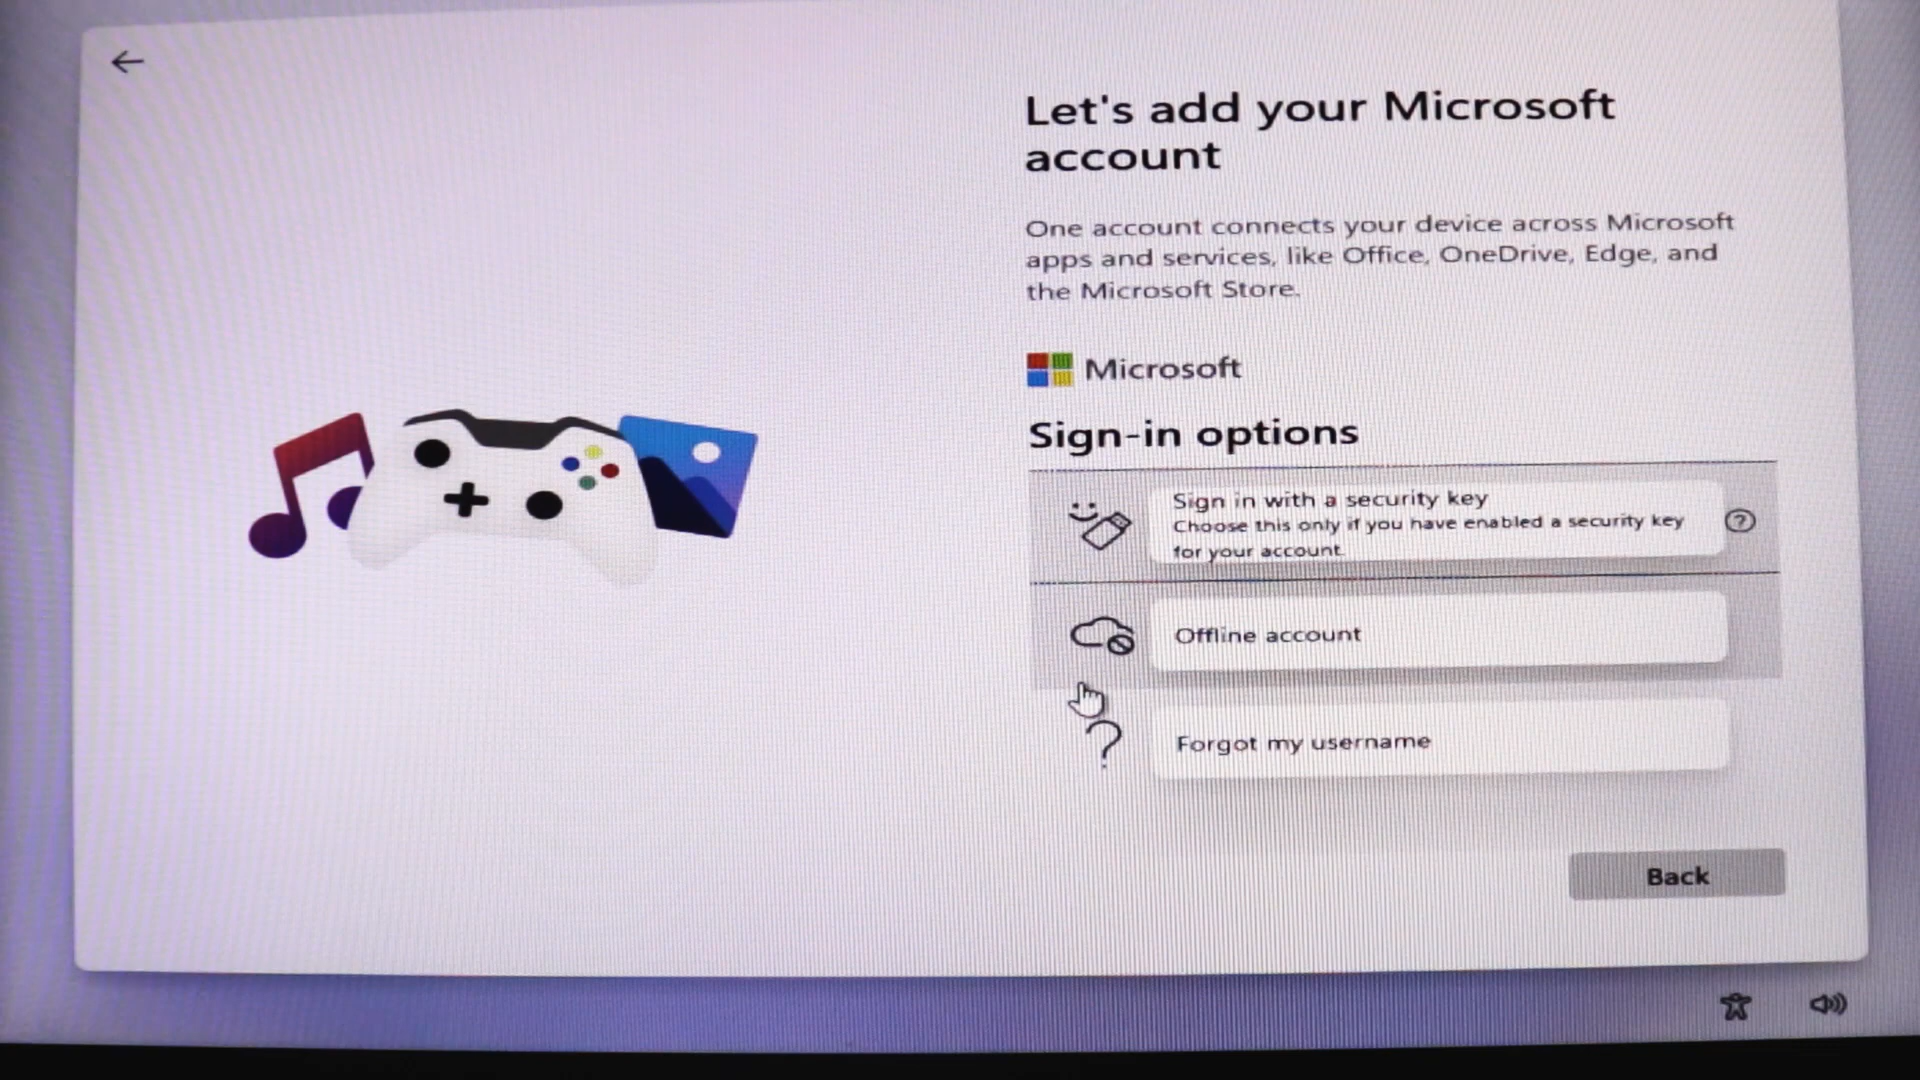 Let's add your Microsoft
account
One account connects your device across Microsoft
apps and services, like Office, OneDrive, Edge, and
the Microsoft Store.
Microsoft
Sign-in options
Sign in with a security key
Choose this only if you have enabled a security key
for your account.
Offline account
Forgot my username
Back